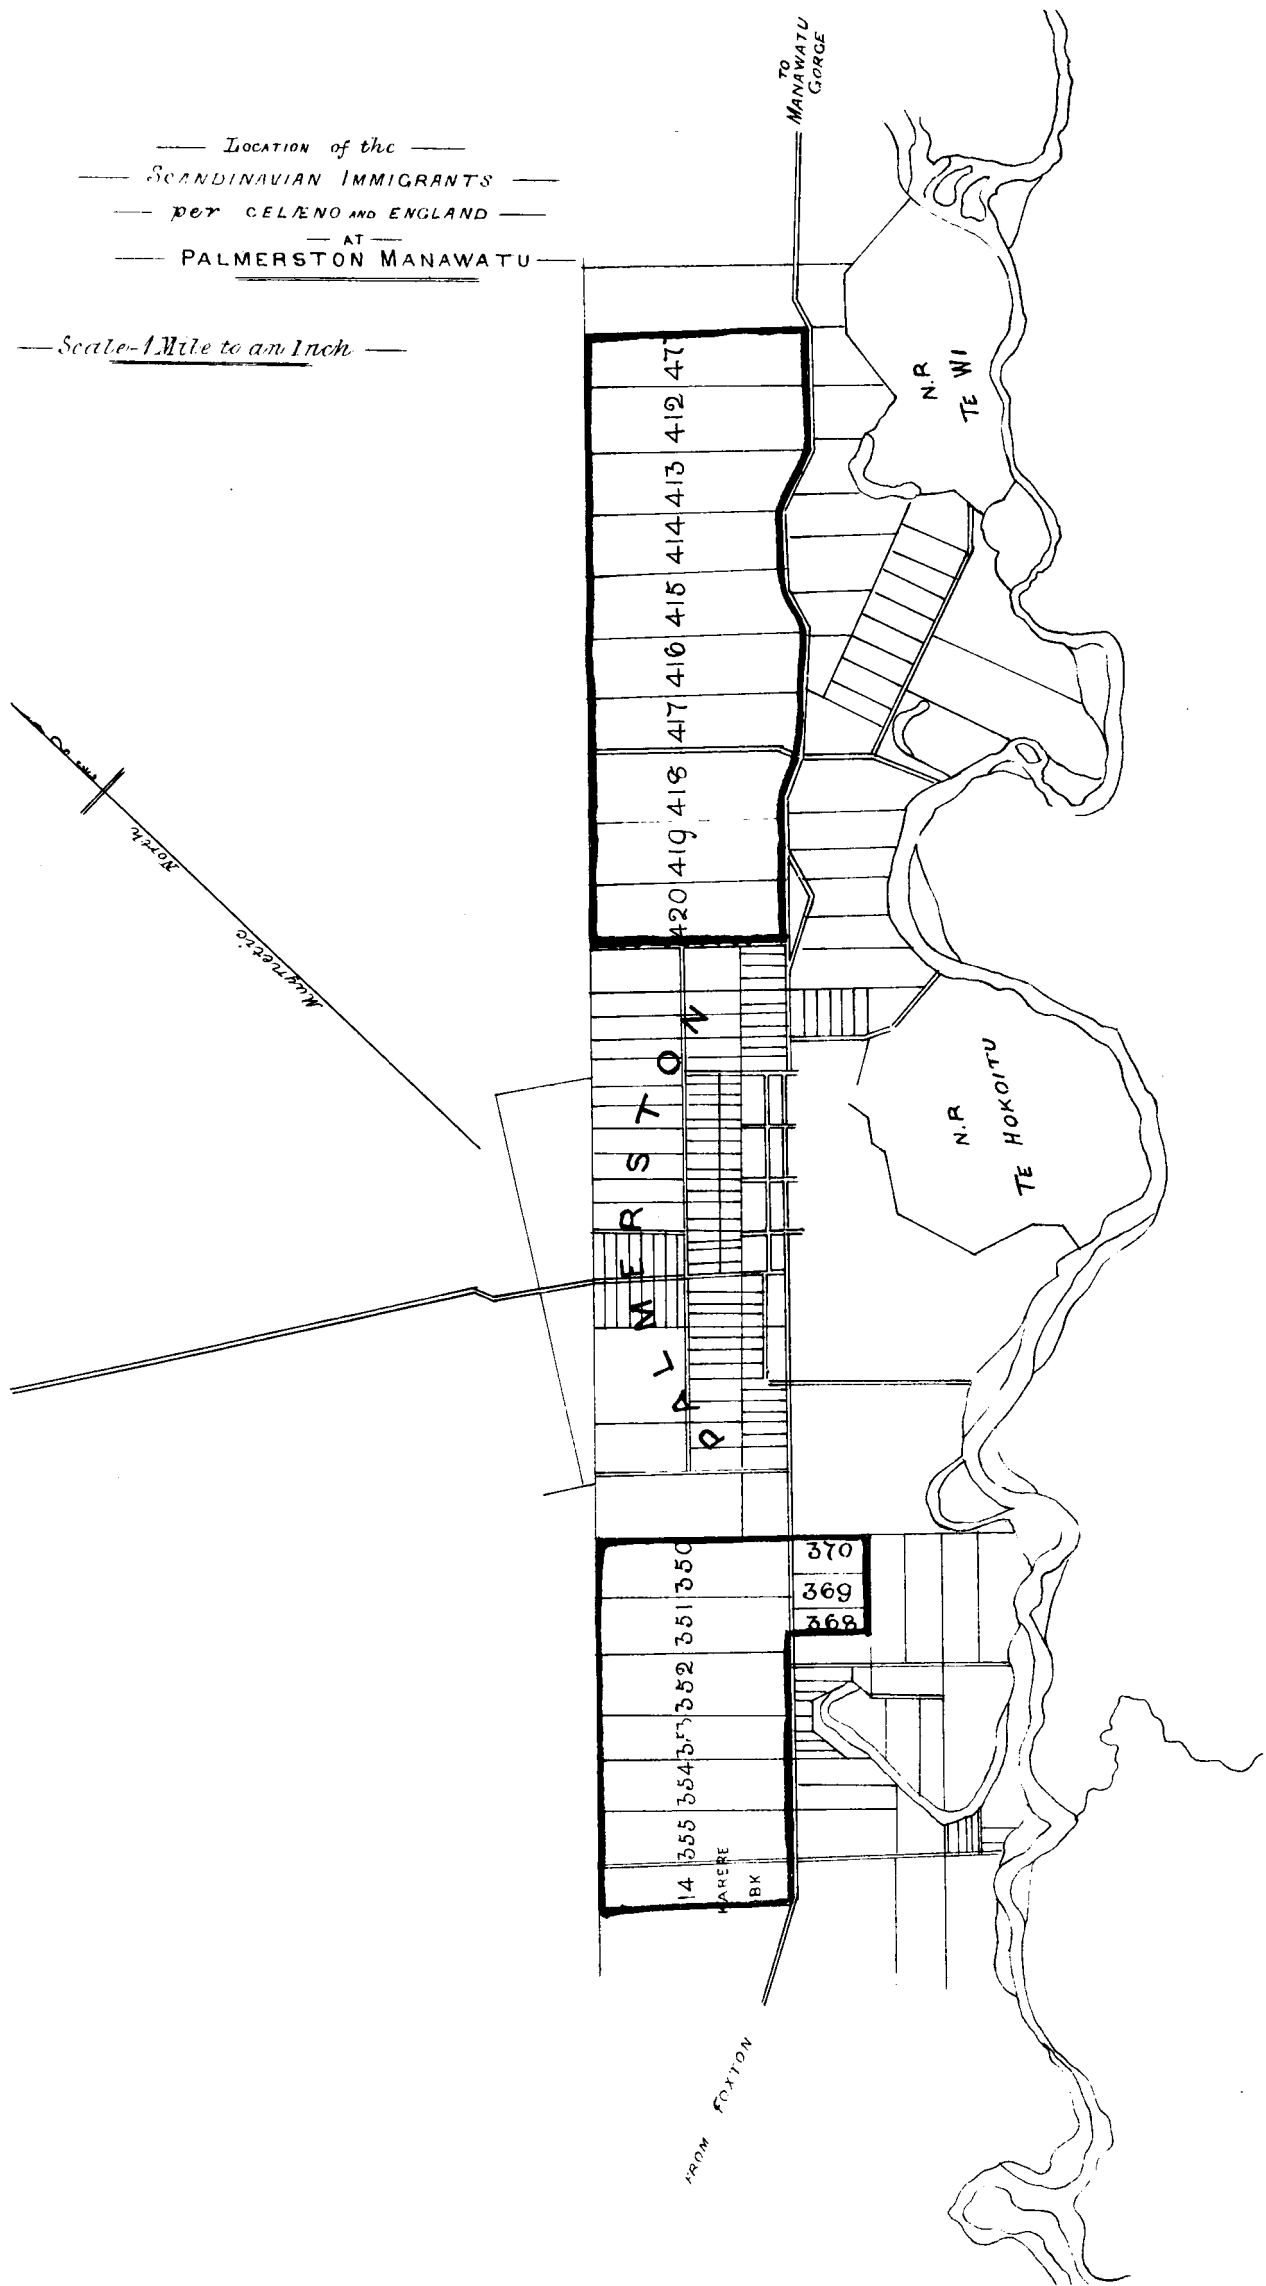 LOCATION of the
SCANDINAVIAN IMMIGRANTS
per CELÆNO AND ENGLAND
AT
PALMERSTON MANAWATU
Scale-1 Mile to an Inch
TO
MANAWATU
GORGE
N.R
TE WI
47
412
413
414
415
416
417
418
419
420
Magnetic North
PALMERSTON
N.R
TE HOKOITU
350
351
352
353
354
355
14
KARERE
BK
370
369
368
FROM FOXTON